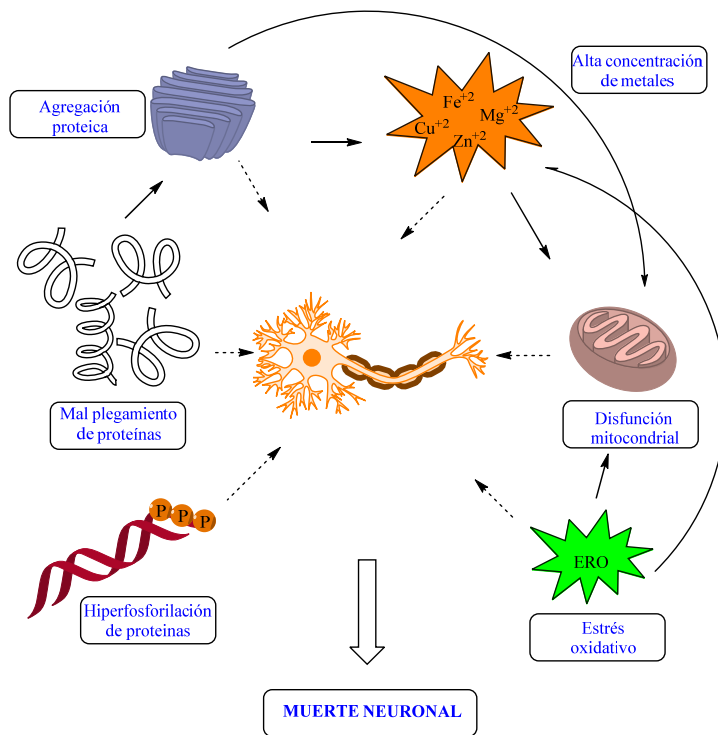 Alta concentración
de metales
Agregación
proteica
Fe+2
Mg+2
Cu+2
Zn+2
Mal plegamiento
de proteínas
Disfunción
mitocondrial
P P P
ERO
Hiperfosforilación
de proteinas
Estrés
oxidativo
MUERTE NEURONAL